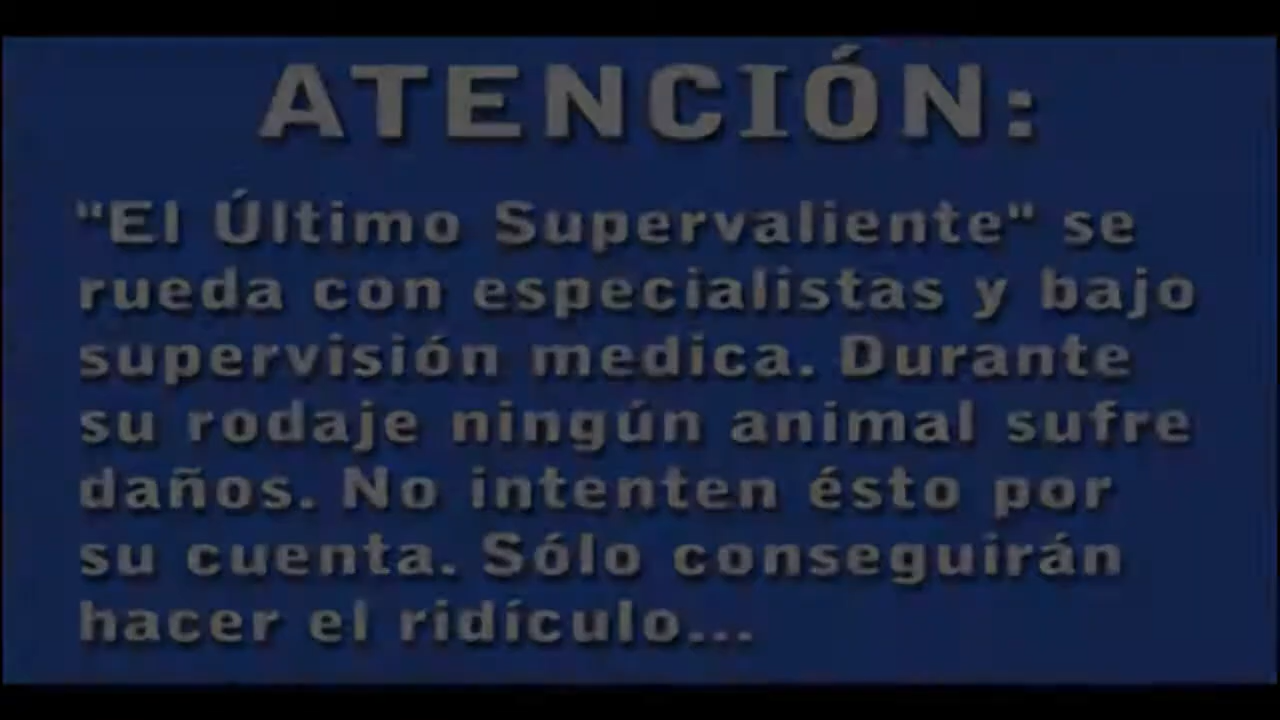 ATENCIÓN:
"El Último Supervaliente" se
rueda con especialistas y bajo
supervisión medica. Durante
su rodaje ningún animal sufre
daños. No intenten ésto por
su cuenta. Sólo conseguirán
hacer el ridículo...